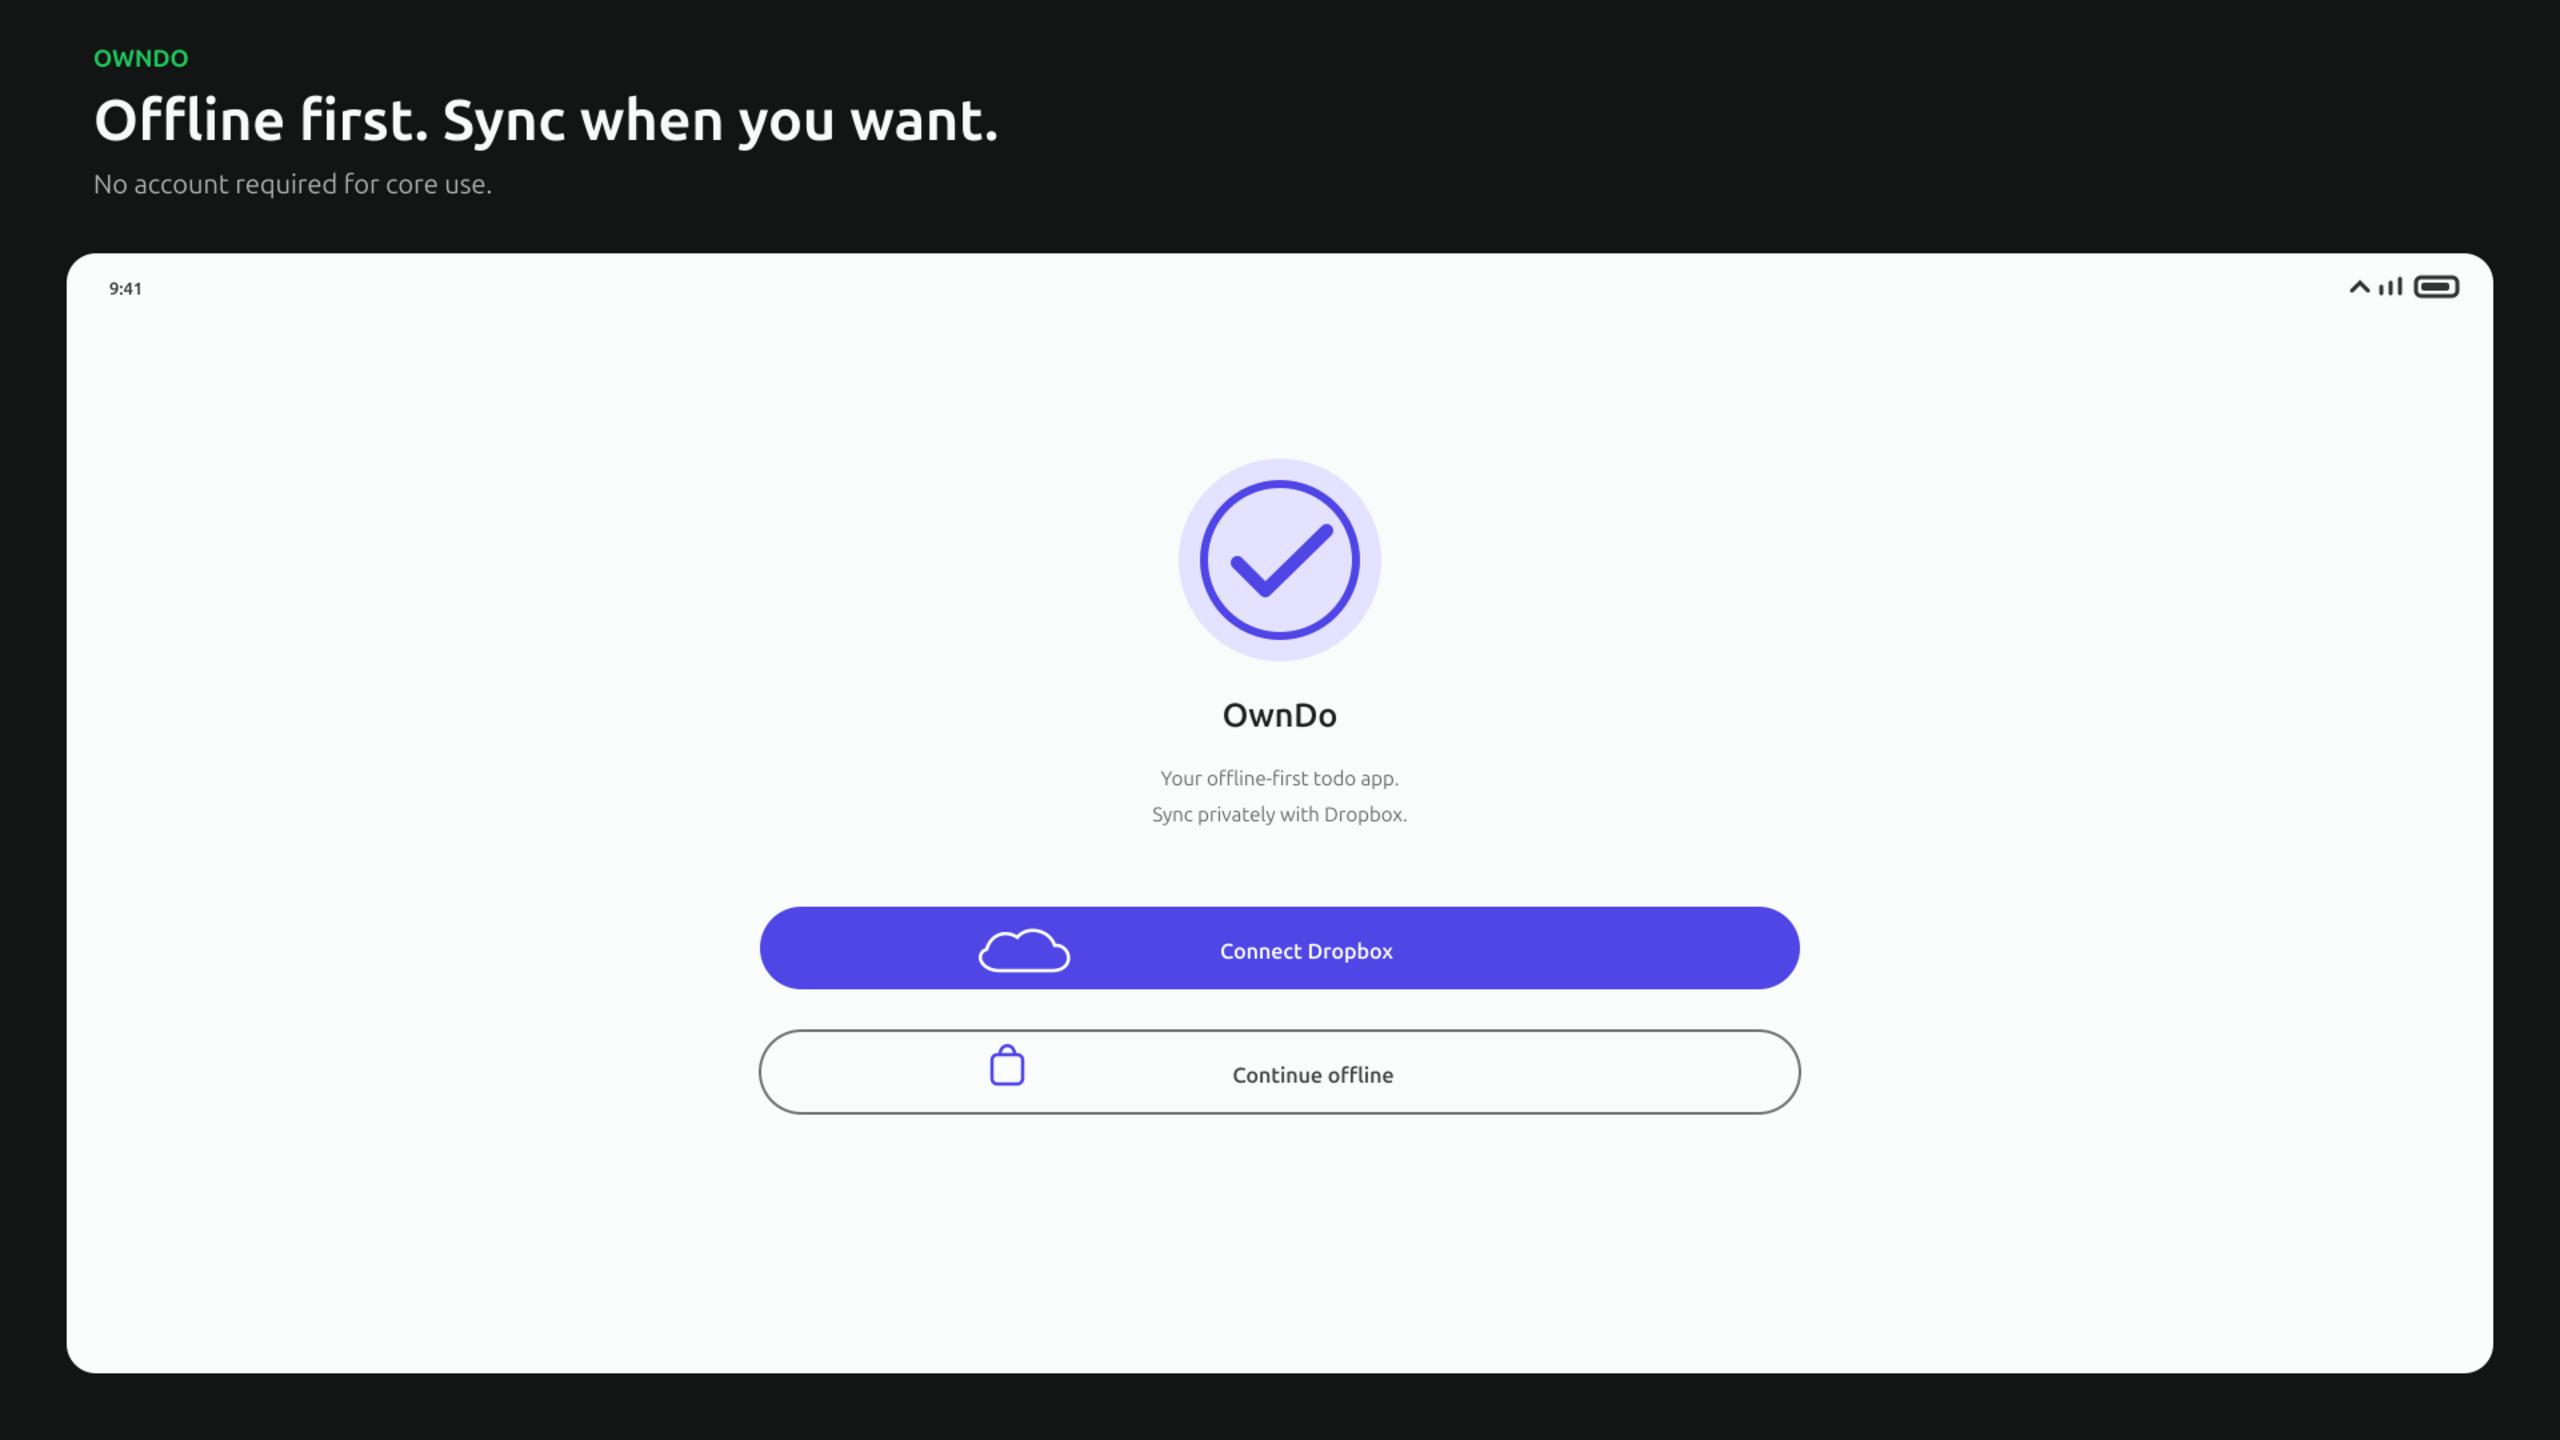 OWNDO
Offline first. Sync when you want.
No account required for core use.
9:41
OwnDo
Your offline-first todo app.
Sync privately with Dropbox.
Connect Dropbox
Continue offline